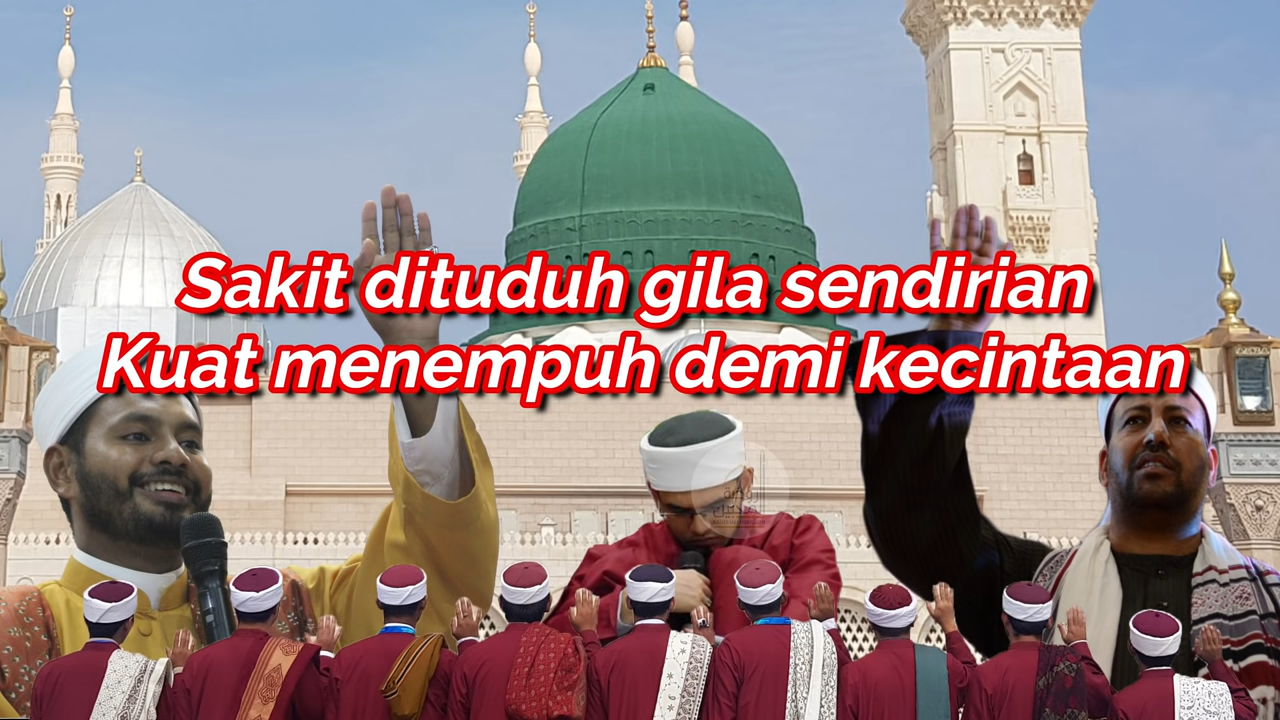 Sakit dituduh gila sendirian
Kuat menempuh demi kecintaan